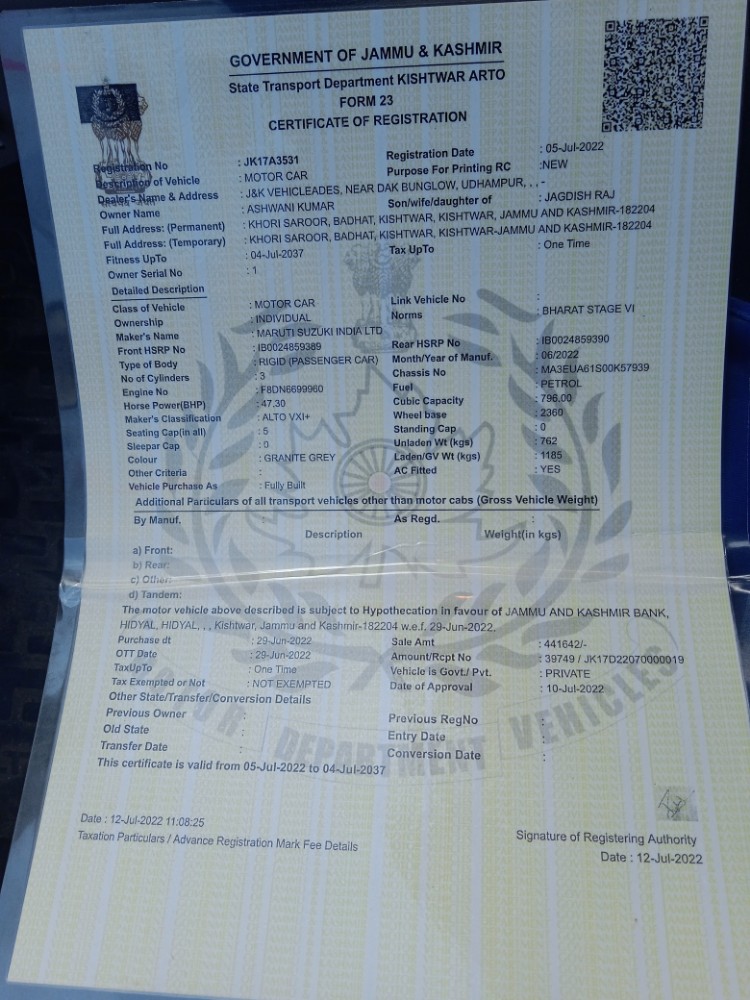 GOVERNMENT OF JAMMU & KASHMIR
State Transport Department KISHTWAR ARTO
FORM 23
CERTIFICATE OF REGISTRATION
Registration No : JK17A3531 Registration Date : 05-Jul-2022
Description of Vehicle : MOTOR CAR Purpose For Printing RC :NEW
Dealer's Name & Address : J&K VEHICLEADES, NEAR DAK BUNGLOW, UDHAMPUR, , , -
Owner Name : ASHWANI KUMAR Son/wife/daughter of : JAGDISH RAJ
Full Address: (Permanent) : KHORI SAROOR, BADHAT, KISHTWAR, KISHTWAR, JAMMU AND KASHMIR-182204
Full Address: (Temporary) : KHORI SAROOR, BADHAT, KISHTWAR, KISHTWAR-JAMMU AND KASHMIR-182204
Fitness UpTo : 04-Jul-2037 Tax UpTo : One Time
Owner Serial No : 1
Detailed Description
Class of Vehicle : MOTOR CAR Link Vehicle No :
Ownership : INDIVIDUAL Norms : BHARAT STAGE VI
Maker's Name : MARUTI SUZUKI INDIA LTD
Front HSRP No : IB0024859389 Rear HSRP No : IB0024859390
Type of Body : RIGID (PASSENGER CAR) Month/Year of Manuf. : 06/2022
No of Cylinders : 3 Chassis No : MA3EUA61S00K57939
Engine No : F8DN6699960 Fuel : PETROL
Horse Power(BHP) : 47.30 Cubic Capacity : 796.00
Maker's Classification : ALTO VXI+ Wheel base : 2360
Seating Cap(in all) : 5 Standing Cap : 0
Sleepar Cap : 0 Unladen Wt (kgs) : 762
Colour : GRANITE GREY Laden/GV Wt (kgs) : 1185
Other Criteria : AC Fitted : YES
Vehicle Purchase As : Fully Built
Additional Particulars of all transport vehicles other than motor cabs (Gross Vehicle Weight)
By Manuf. : As Regd. :
Description Weight(in kgs)
a) Front:
b) Rear:
c) Other:
d) Tandem:
The motor vehicle above described is subject to Hypothecation in favour of JAMMU AND KASHMIR BANK,
HIDYAL, HIDYAL, , , Kishtwar, Jammu and Kashmir-182204 w.e.f. 29-Jun-2022.
Purchase dt : 29-Jun-2022 Sale Amt : 441642/-
OTT Date : 29-Jun-2022 Amount/Rcpt No : 39749 / JK17D22070000019
TaxUpTo : One Time Vehicle is Govt./ Pvt. : PRIVATE
Tax Exempted or Not : NOT EXEMPTED Date of Approval : 10-Jul-2022
Other State/Transfer/Conversion Details
Previous Owner : Previous RegNo :
Old State : Entry Date :
Transfer Date : Conversion Date :
This certificate is valid from 05-Jul-2022 to 04-Jul-2037
DEPARTMENT VEHICLES
Date : 12-Jul-2022 11:08:25
Taxation Particulars / Advance Registration Mark Fee Details
Signature of Registering Authority
Date : 12-Jul-2022